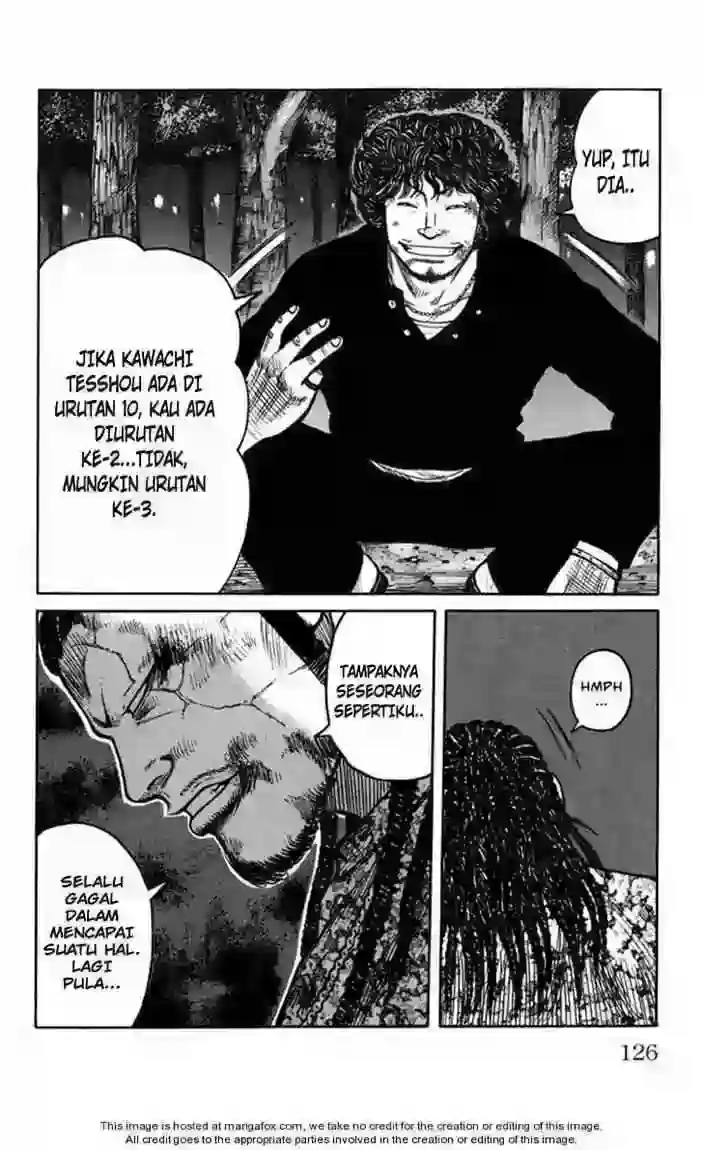 YUP, ITU
DIA..
JIKA KAWACHI
TESSHOU ADA DI
URUTAN 10, KAU ADA
DIURUTAN
KE-2...TIDAK,
MUNGKIN URUTAN
KE-3.
HMPH
...
TAMPAKNYA
SESEORANG
SEPERTIKU..
SELALU
GAGAL
DALAM
MENCAPAI
SUATU HAL.
LAGI
PULA...
126
This image is hosted at mangafox.com, we take no credit for the creation or editing of this image.
All credit goes to the appropriate parties involved in the creation or editing of this image.